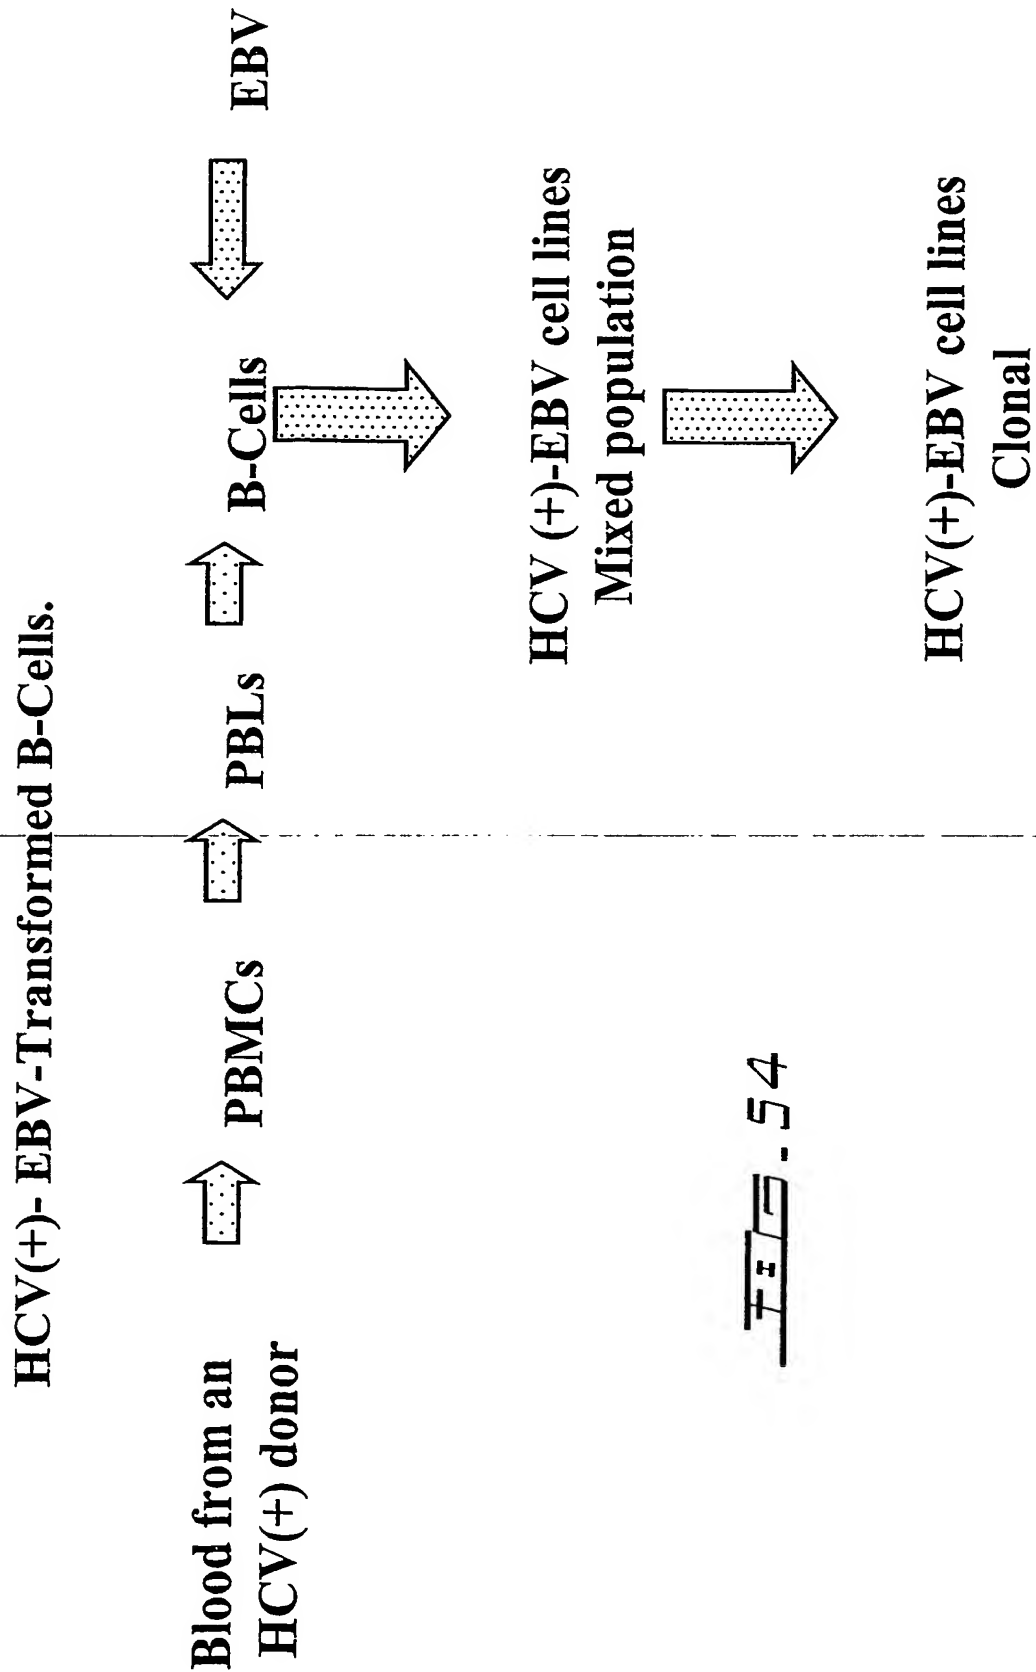 HCV(+)- EBV-Transformed B-Cells.
Blood from an
HCV(+) donor
PBMCs
PBLs
B-Cells
EBV
HCV (+)-EBV cell lines
Mixed population
HCV(+)-EBV cell lines
Clonal
FIG-54